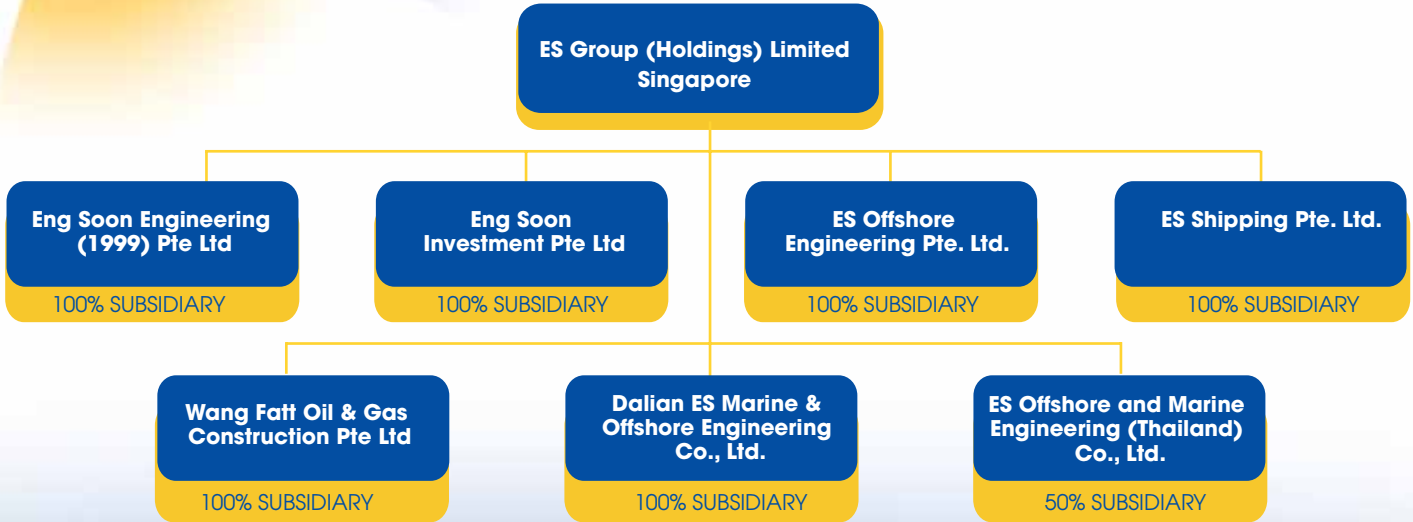 ES Group (Holdings) Limited
Singapore
Eng Soon Engineering
(1999) Pte Ltd
100% SUBSIDIARY
Eng Soon
Investment Pte Ltd
100% SUBSIDIARY
ES Offshore
Engineering Pte. Ltd.
100% SUBSIDIARY
ES Shipping Pte. Ltd.
100% SUBSIDIARY
Wang Fatt Oil & Gas
Construction Pte Ltd
100% SUBSIDIARY
Dalian ES Marine &
Offshore Engineering
Co., Ltd.
100% SUBSIDIARY
ES Offshore and Marine
Engineering (Thailand)
Co., Ltd.
50% SUBSIDIARY